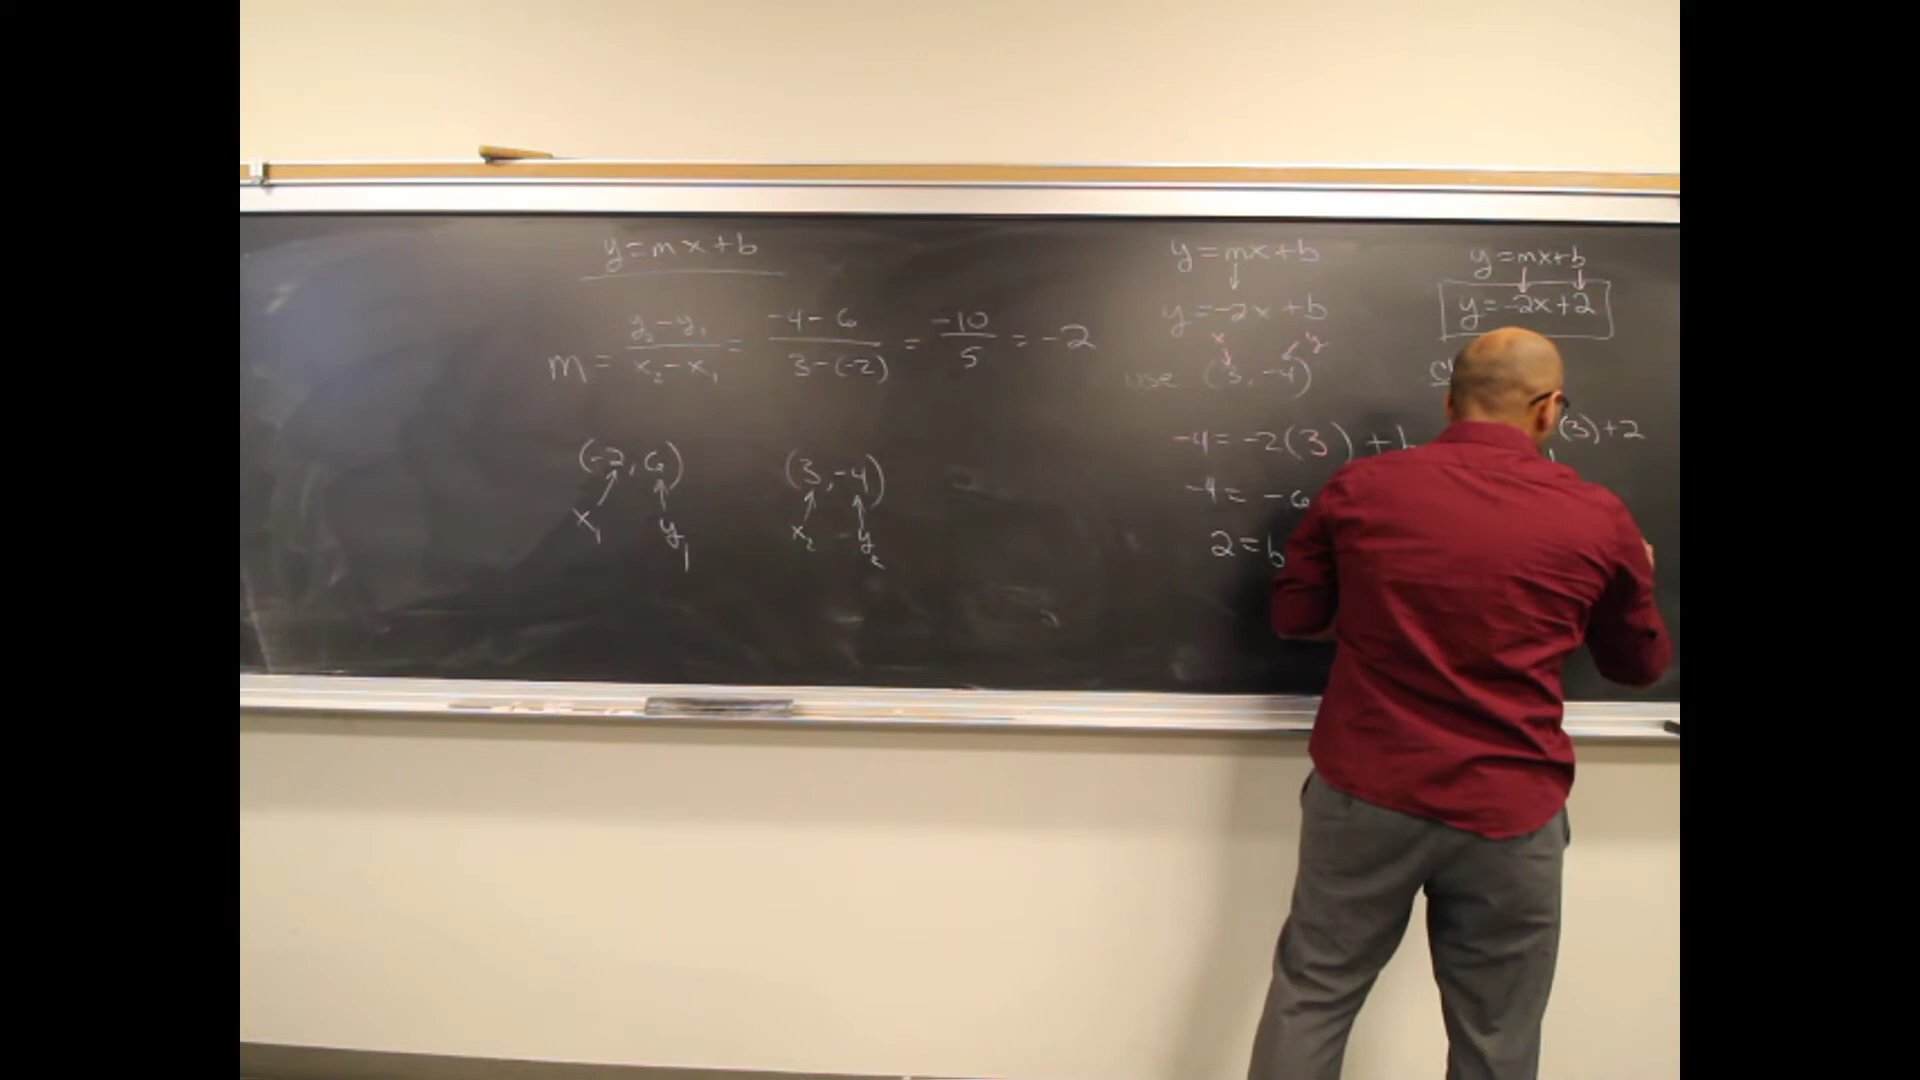 y = mx + b
m = y₂ - y₁ / x₂ - x₁ = -4 - 6 / 3 - (-2) = -10 / 5 = -2
(-2, 6) (3, -4)
x₁ y₁ x₂ y₂
y = mx + b
y = -2x + b
x y
use (3, -4)
-4 = -2(3) + b
-4 = -6
2 = b
y = mx + b
y = -2x + 2
(3) + 2